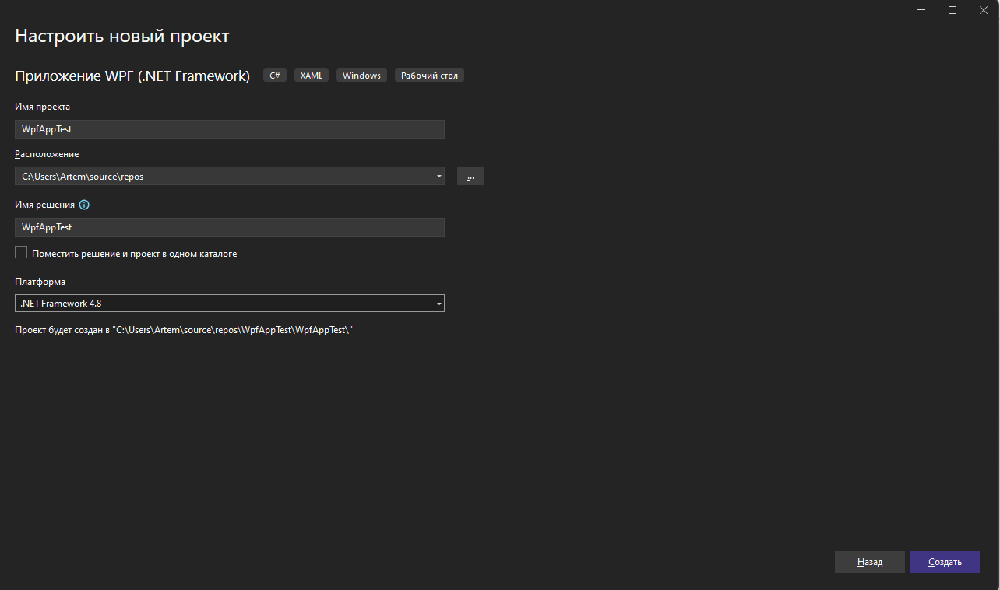 Настроить новый проект
Приложение WPF (.NET Framework) C# XAML Windows Рабочий стол
Имя проекта
WpfAppTest
Расположение
C:\Users\Artem\source\repos
...
Имя решения
WpfAppTest
Поместить решение и проект в одном каталоге
Платформа
.NET Framework 4.8
Проект будет создан в "C:\Users\Artem\source\repos\WpfAppTest\WpfAppTest\"
Назад Создать